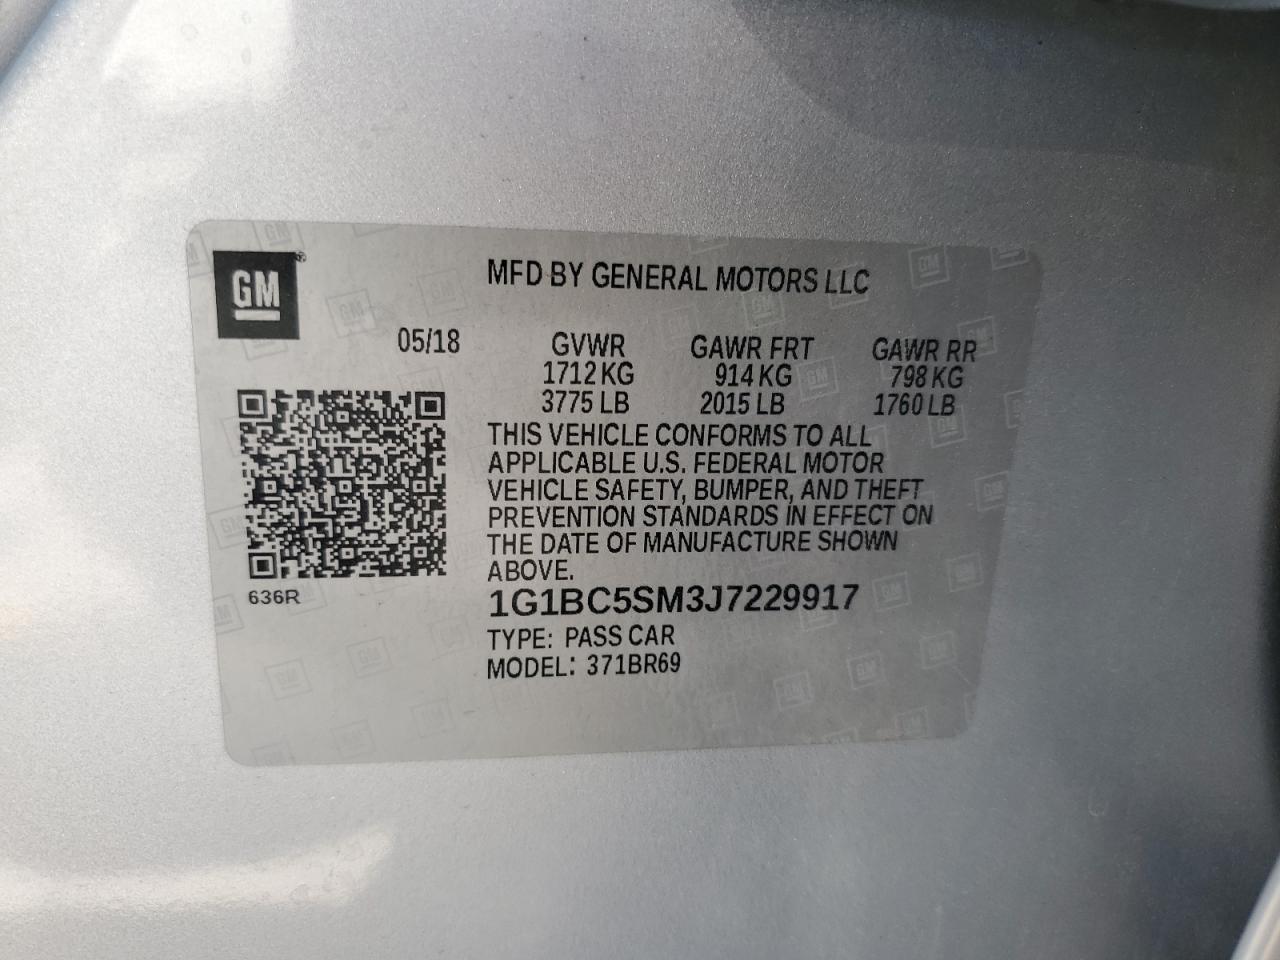 GM
MFD BY GENERAL MOTORS LLC
05/18 GVWR GAWR FRT GAWR RR
1712 KG 914 KG 798 KG
3775 LB 2015 LB 1760 LB
THIS VEHICLE CONFORMS TO ALL
APPLICABLE U.S. FEDERAL MOTOR
VEHICLE SAFETY, BUMPER, AND THEFT
PREVENTION STANDARDS IN EFFECT ON
THE DATE OF MANUFACTURE SHOWN
ABOVE.
636R
1G1BC5SM3J7229917
TYPE: PASS CAR
MODEL: 371BR69